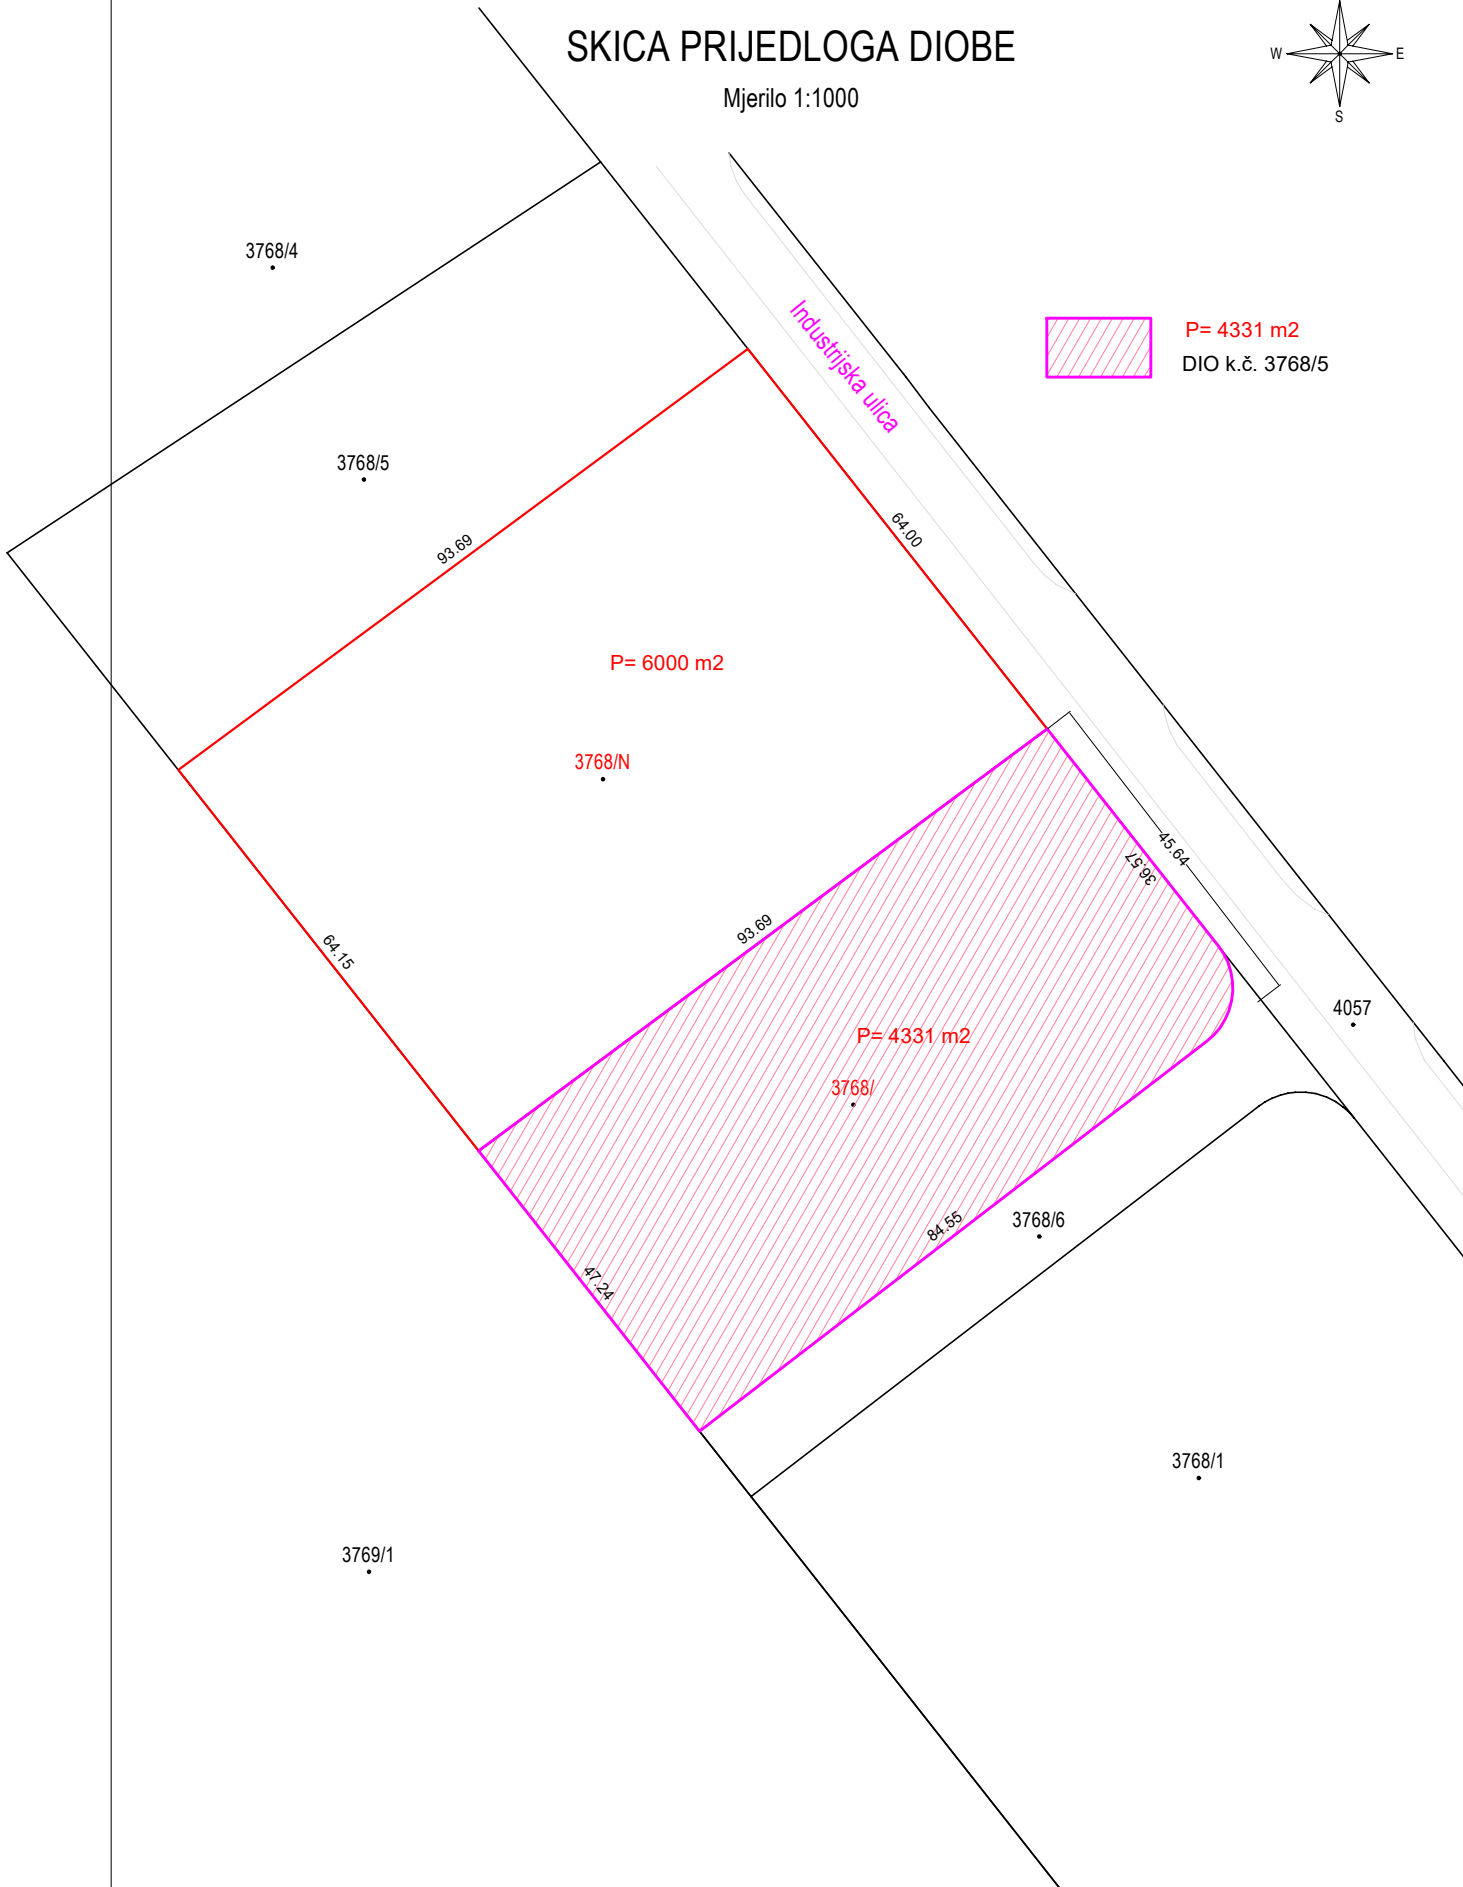 SKICA PRIJEDLOGA DIOBE
Mjerilo 1:1000
W
E
S
3768/4
Industrijska ulica
P= 4331 m2
DIO k.č. 3768/5
3768/5
93.69
64.00
P= 6000 m2
3768/N
45.64
36.57
93.69
64.15
4057
P= 4331 m2
3768/
84.55
3768/6
47.24
3768/1
3769/1